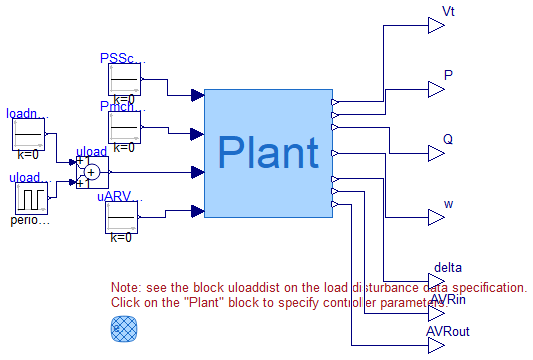 Vt
PSSc...
P
Pmch...
k=0
loadn...
k=0
k=0
uload
Plant
Q
uload...
perio...
uARV...
k=0
w
delta
Note: see the block uloaddist on the load disturbance data specification.
Click on the "Plant" block to specify controller parameters.
AVRin
AVRout